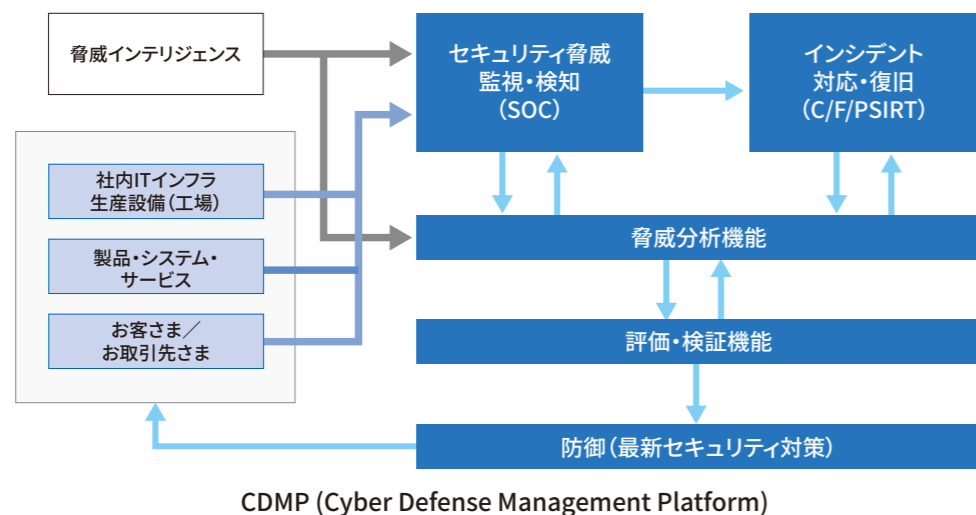 脅威インテリジェンス
セキュリティ脅威
監視・検知
（SOC）
インシデント
対応・復旧
（C/F/PSIRT）
社内ITインフラ
生産設備（工場）
製品・システム・
サービス
お客さま／
お取引先さま
脅威分析機能
評価・検証機能
防御（最新セキュリティ対策）
CDMP (Cyber Defense Management Platform)